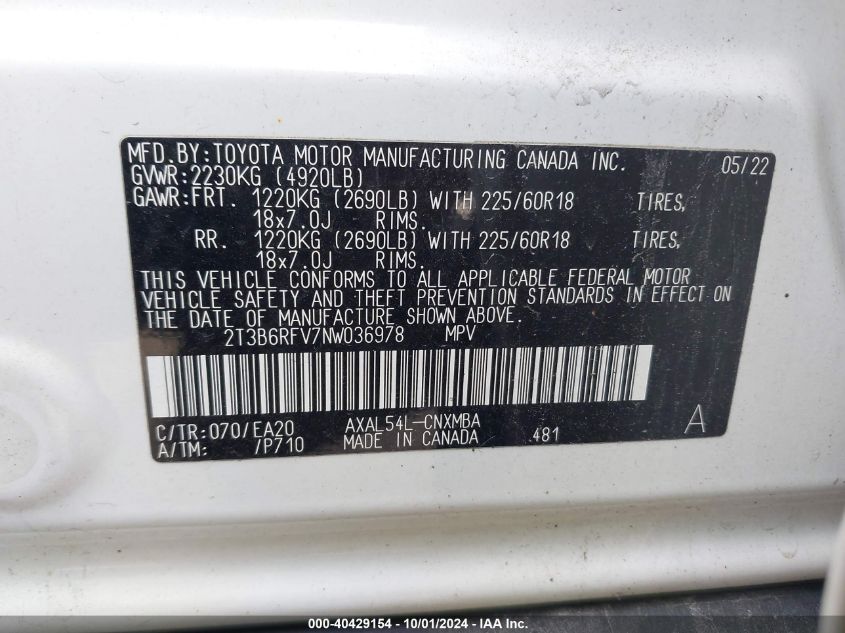 MFD.BY:TOYOTA MOTOR MANUFACTURING CANADA INC. 05/22
GVWR:2230KG (4920LB)
GAWR:FRT. 1220KG (2690LB) WITH 225/60R18 TIRES,
18x7.0J RIMS.
RR. 1220KG (2690LB) WITH 225/60R18 TIRES,
18x7.0J RIMS.
THIS VEHICLE CONFORMS TO ALL APPLICABLE FEDERAL MOTOR
VEHICLE SAFETY AND THEFT PREVENTION STANDARDS IN EFFECT ON
THE DATE OF MANUFACTURE SHOWN ABOVE.
2T3B6RFV7NW036978 MPV
C/TR:070/EA20 AXAL54L-CNXMBA A
A/TM: /P710 MADE IN CANADA 481
000-40429154 - 10/01/2024 - IAA Inc.